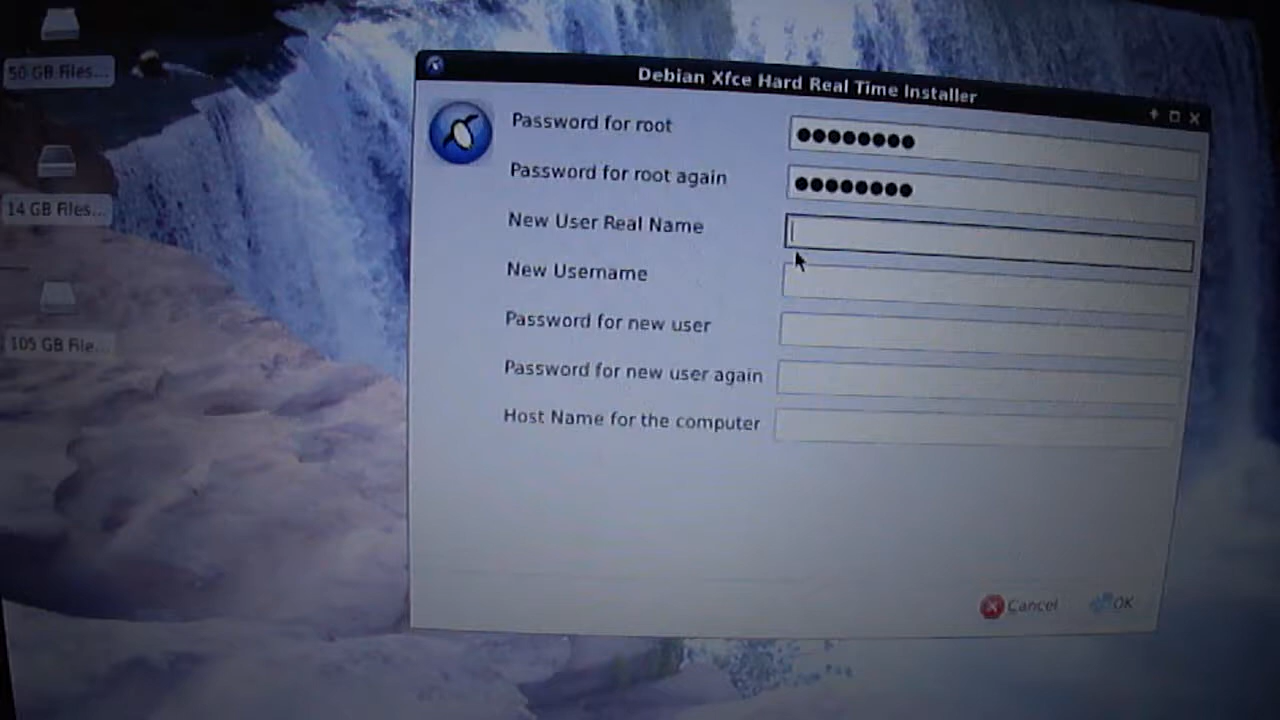 50 GB Files...
14 GB Files...
105 GB File...
Debian Xfce Hard Real Time Installer
Password for root
●●●●●●●●
Password for root again
●●●●●●●●
New User Real Name
New Username
Password for new user
Password for new user again
Host Name for the computer
Cancel
OK